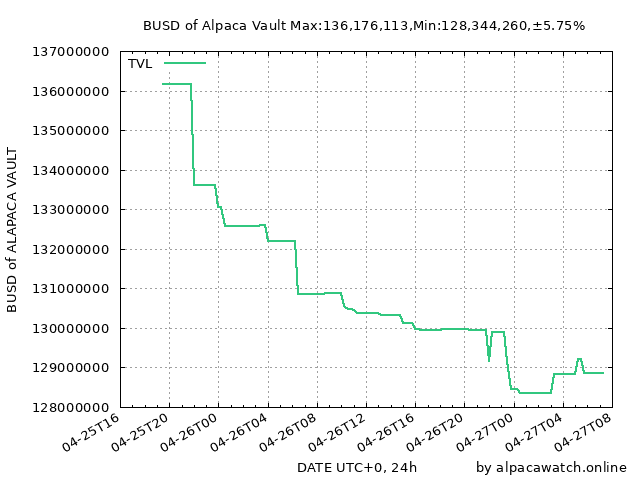 BUSD of Alpaca Vault Max:136,176,113,Min:128,344,260,±5.75%
TVL
137000000
136000000
135000000
134000000
133000000
132000000
131000000
130000000
129000000
128000000
BUSD of ALAPACA VAULT
04-25T16
04-25T20
04-26T00
04-26T04
04-26T08
04-26T12
04-26T16
04-26T20
04-27T00
04-27T04
04-27T08
DATE UTC+0, 24h
by alpacawatch.online